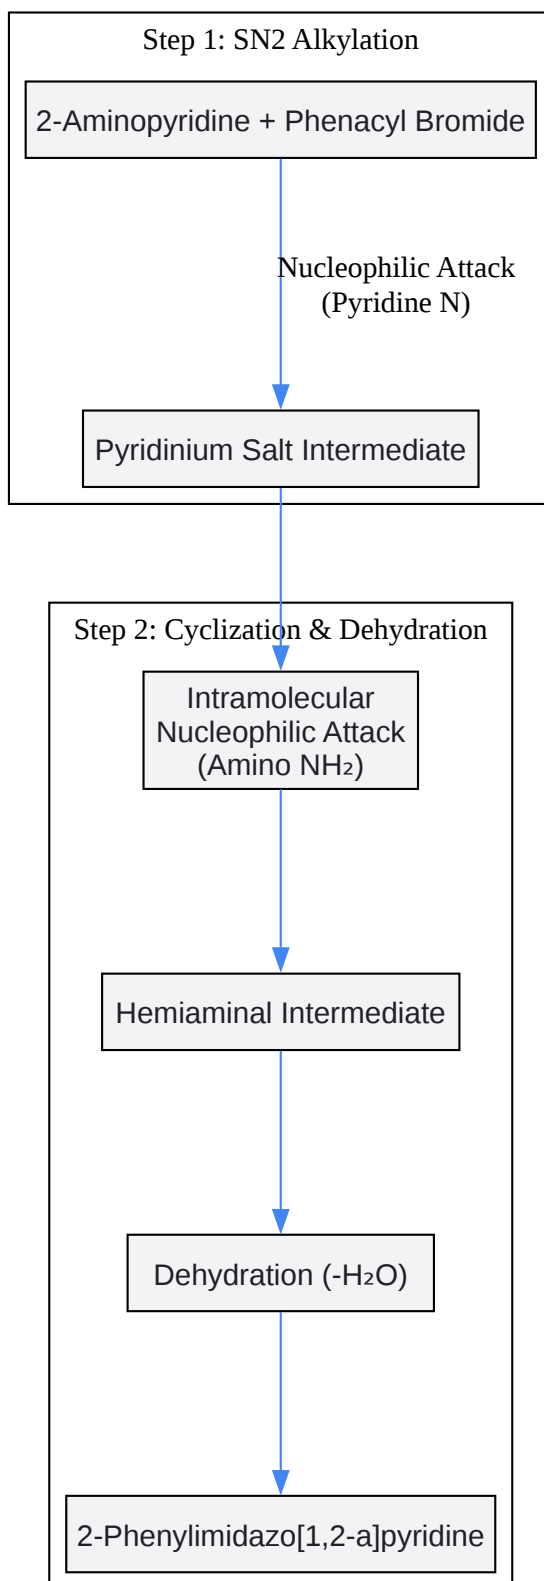 Step 1: SN2 Alkylation
2-Aminopyridine + Phenacyl Bromide
Nucleophilic Attack
(Pyridine N)
Pyridinium Salt Intermediate
Step 2: Cyclization & Dehydration
Intramolecular
Nucleophilic Attack
(Amino NH₂)
Hemiaminal Intermediate
Dehydration (-H₂O)
2-Phenylimidazo[1,2-a]pyridine